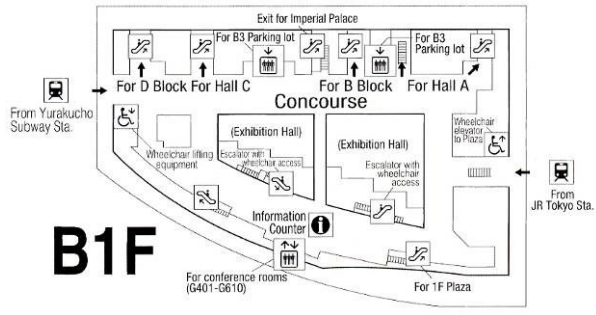 Exit for Imperial Palace
For B3 Parking lot
For B3
Parking lot
For D Block
For Hall C
For B Block
For Hall A
Concourse
From Yurakucho
Subway Sta.
Wheelchair lifting
equipment
(Exhibition Hall)
Escalator with
wheelchair access
(Exhibition Hall)
Escalator with
wheelchair
access
Wheelchair
elevator
to Plaza
From
JR Tokyo Sta.
Information
Counter
i
B1F
For conference rooms
(G401-G610)
For 1F Plaza